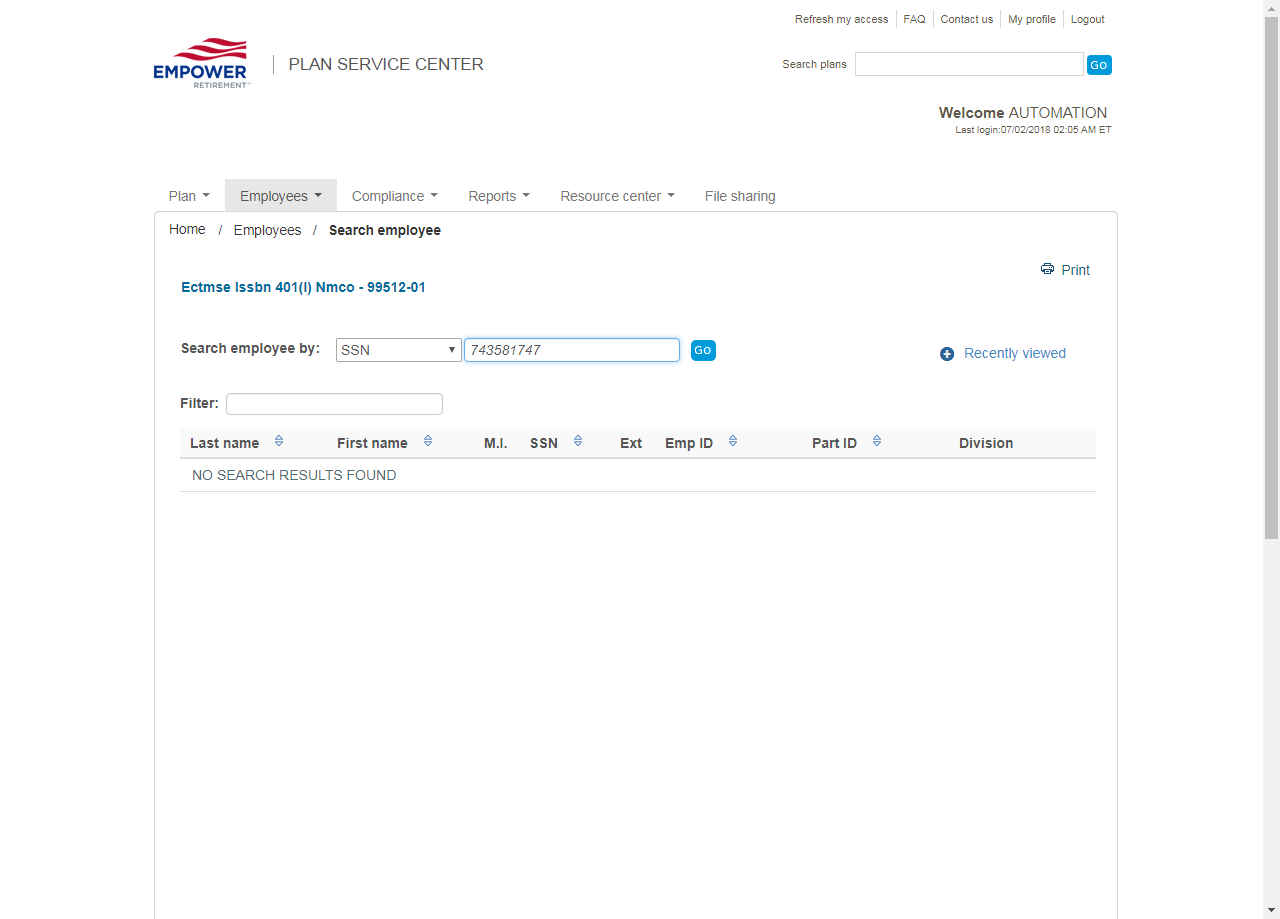 Refresh my access FAQ Contact us My profile Logout
EMPOWER
RETIREMENT™
PLAN SERVICE CENTER
Search plans Go
Welcome AUTOMATION
Last login:07/02/2018 02:05 AM ET
Plan Employees Compliance Reports Resource center File sharing
Home / Employees / Search employee
Print
Ectmse Issbn 401(l) Nmco - 99512-01
Search employee by: SSN 743581747 Go
Recently viewed
Filter:
Last name First name M.I. SSN Ext Emp ID Part ID Division
NO SEARCH RESULTS FOUND